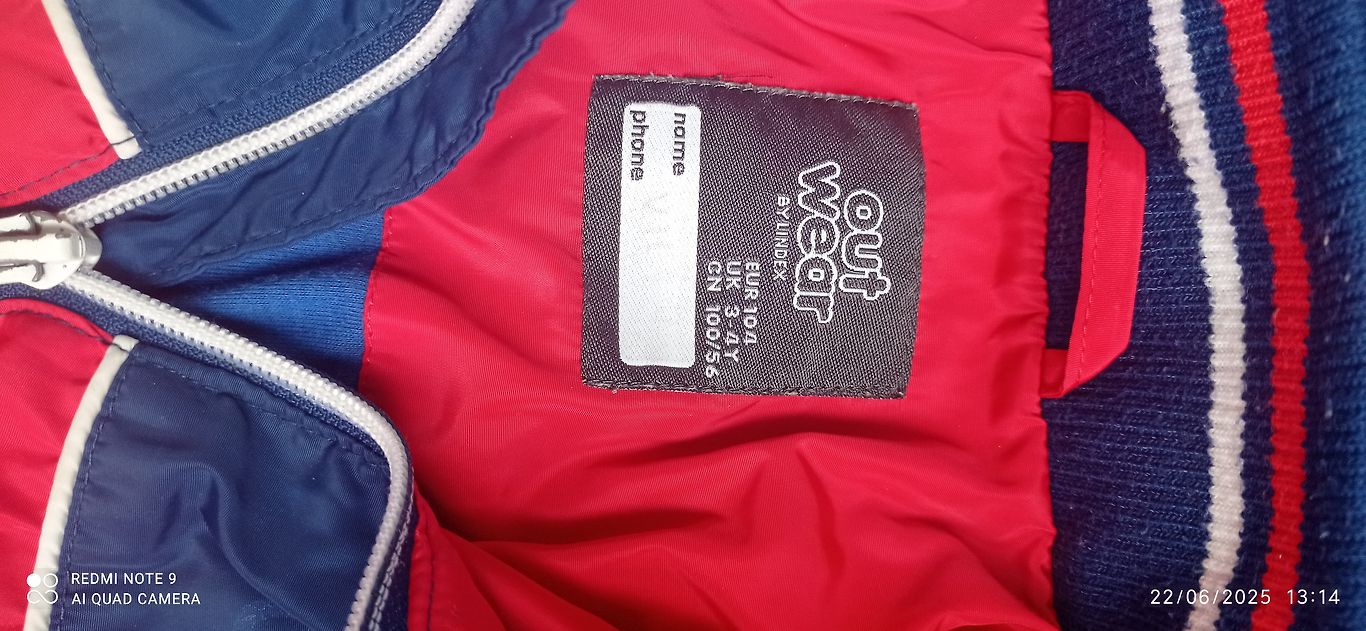 out
wear
BY LINDEX
EUR 104
UK 3-4Y
CN 100/56
name
phone
REDMI NOTE 9
AI QUAD CAMERA
22/06/2025 13:14